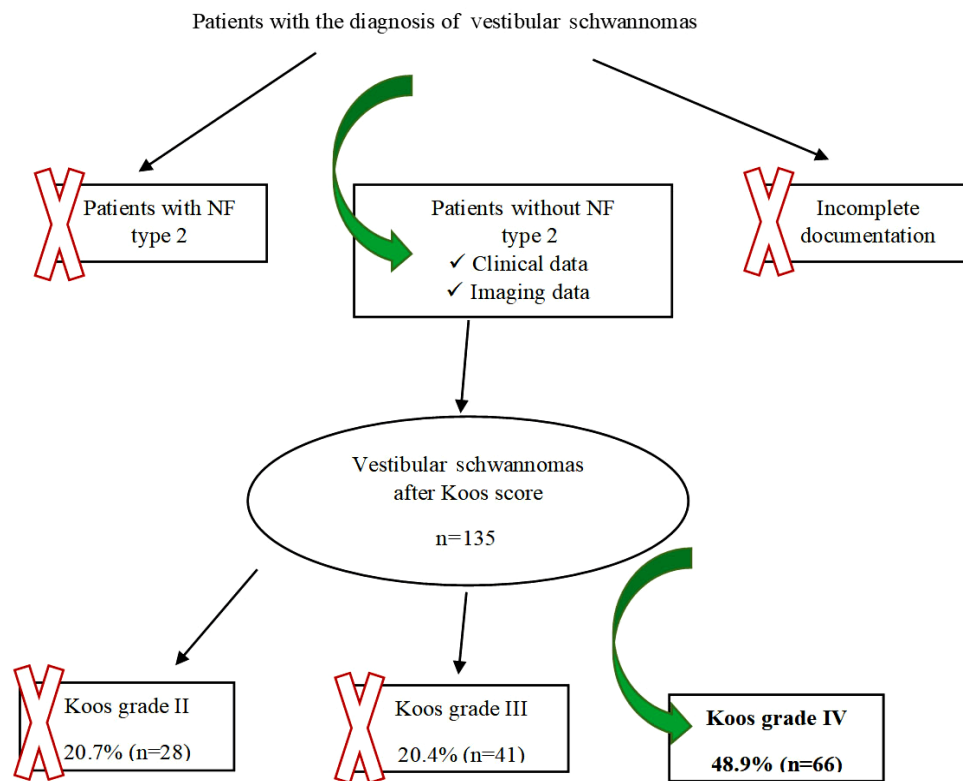 Patients with the diagnosis of vestibular schwannomas
Patients with NF
type 2
Patients without NF
type 2
✓ Clinical data
✓ Imaging data
Incomplete
documentation
Vestibular schwannomas
after Koos score
n=135
Koos grade II
20.7% (n=28)
Koos grade III
20.4% (n=41)
Koos grade IV
48.9% (n=66)